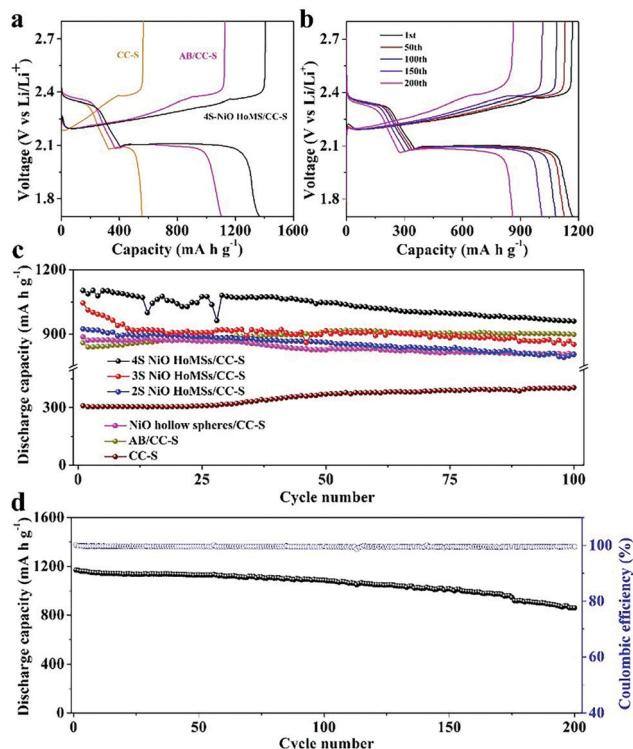 a
2.7
2.4
2.1
1.8
Voltage (V vs Li/Li+)
CC-S
AB/CC-S
4S-NiO HoMS/CC-S
0 400 800 1200 1600
Capacity (mA h g-1)
b
2.7
2.4
2.1
1.8
Voltage (V vs Li/Li+)
1st
50th
100th
150th
200th
0 300 600 900 1200
Capacity (mA h g-1)
c
1200
900
300
0
Discharge capacity (mA h g-1)
4S NiO HoMSs/CC-S
3S NiO HoMSs/CC-S
2S NiO HoMSs/CC-S
NiO hollow spheres/CC-S
AB/CC-S
CC-S
0 25 50 75 100
Cycle number
d
1600
1200
800
400
0
Discharge capacity (mA h g-1)
100
80
60
40
Coulombic efficiency (%)
0 50 100 150 200
Cycle number